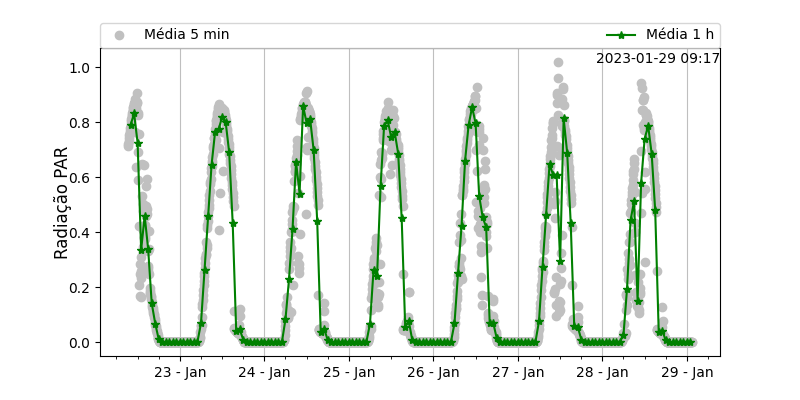 Média 5 min
Média 1 h
2023-01-29 09:17
Radiação PAR
1.0
0.8
0.6
0.4
0.2
0.0
23 - Jan
24 - Jan
25 - Jan
26 - Jan
27 - Jan
28 - Jan
29 - Jan